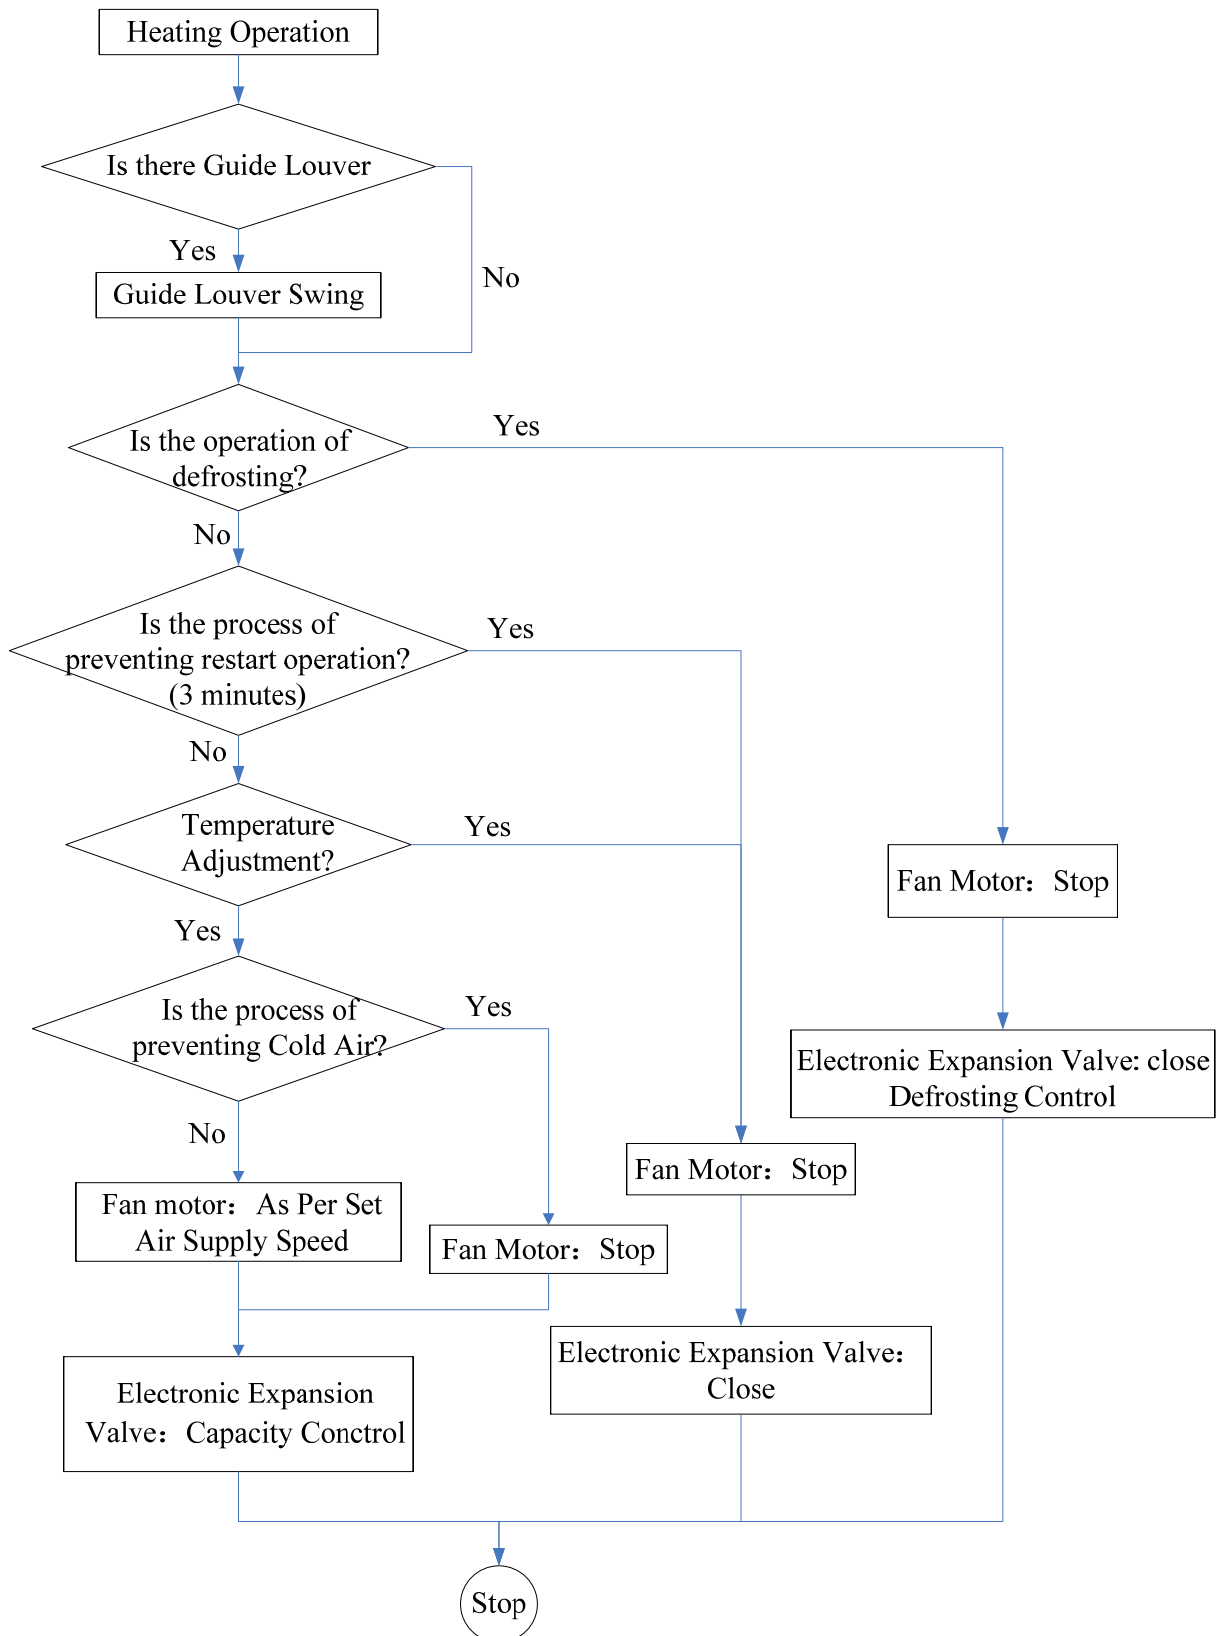 Heating Operation
Is there Guide Louver
Yes
No
Guide Louver Swing
Yes
Is the operation of
defrosting?
No
Is the process of
preventing restart operation?
(3 minutes)
Yes
No
Temperature
Adjustment?
Yes
Fan Motor：Stop
Yes
Is the process of
preventing Cold Air?
Yes
Electronic Expansion Valve: close
Defrosting Control
No
Fan Motor：Stop
Fan motor：As Per Set
Air Supply Speed
Fan Motor：Stop
Electronic Expansion Valve：
Close
Electronic Expansion
Valve：Capacity Conctrol
Stop